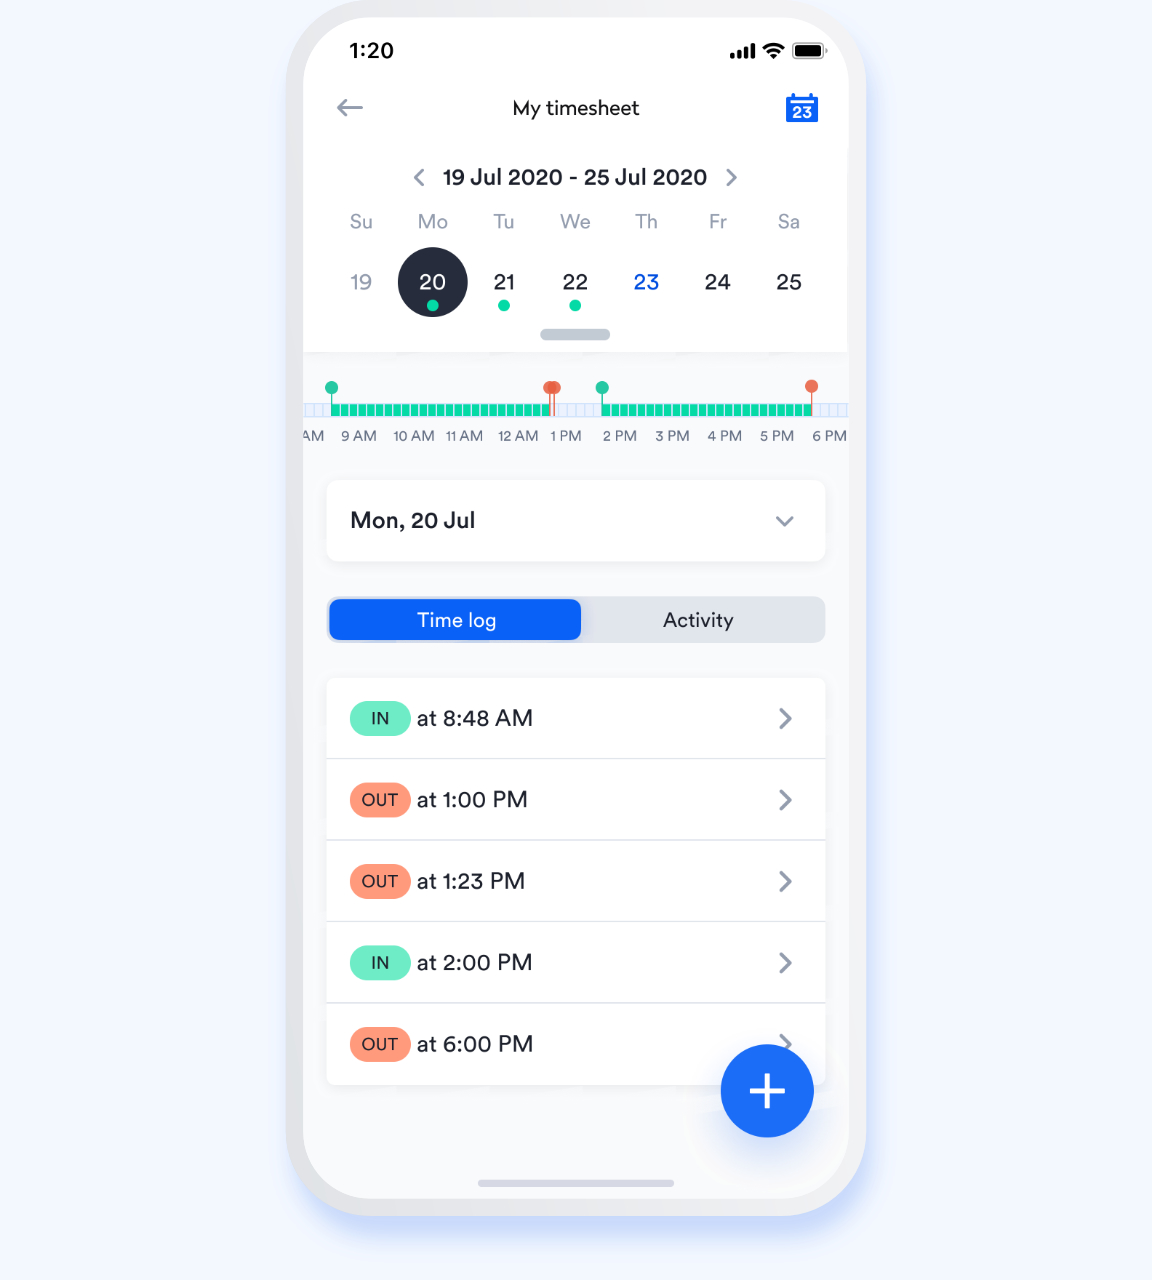 1:20
My timesheet
23
19 Jul 2020 - 25 Jul 2020
Su Mo Tu We Th Fr Sa
19 20 21 22 23 24 25
AM 9 AM 10 AM 11 AM 12 AM 1 PM 2 PM 3 PM 4 PM 5 PM 6 PM
Mon, 20 Jul
Time log Activity
IN at 8:48 AM
OUT at 1:00 PM
OUT at 1:23 PM
IN at 2:00 PM
OUT at 6:00 PM